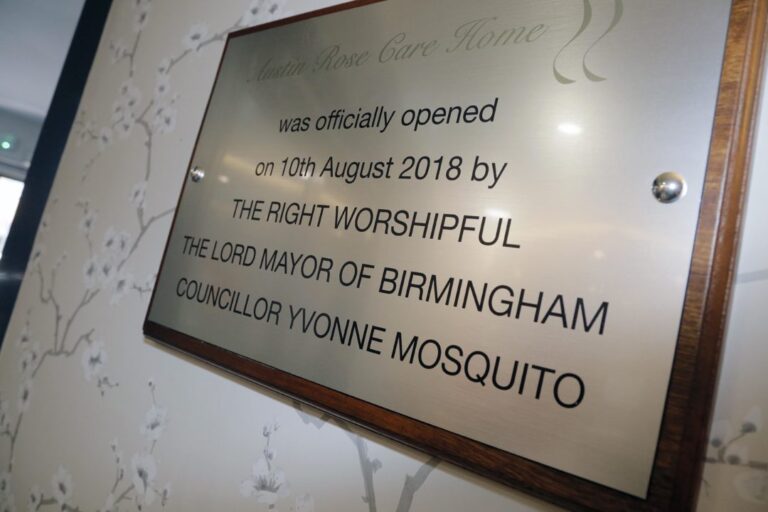 Austin Rose Care Home
was officially opened
on 10th August 2018 by
THE RIGHT WORSHIPFUL
THE LORD MAYOR OF BIRMINGHAM
COUNCILLOR YVONNE MOSQUITO